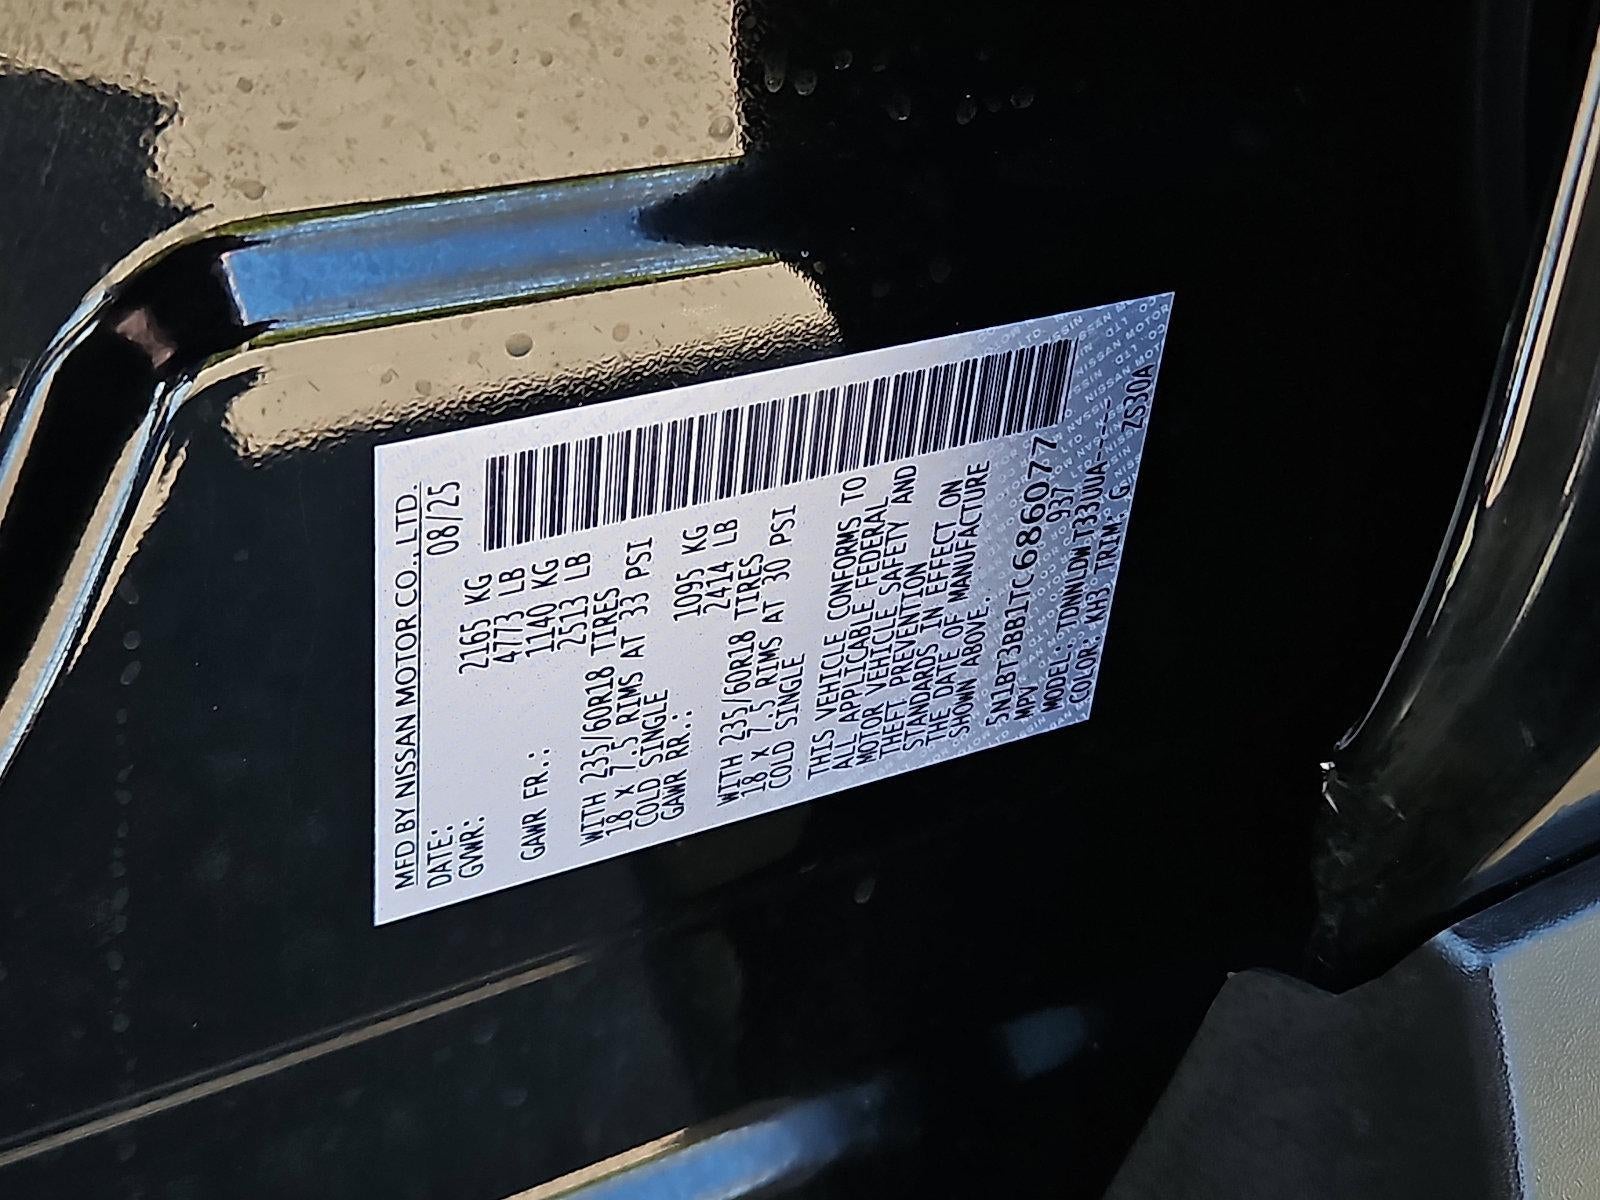 MFD BY NISSAN MOTOR CO., LTD.
DATE: 08/25
GVWR: 2165 KG
4773 LB
GAWR FR.: 1140 KG
2513 LB
WITH 235/60R18 TIRES
18 X 7.5 RIMS AT 33 PSI
COLD SINGLE
GAWR RR.: 1095 KG
2414 LB
WITH 235/60R18 TIRES
18 X 7.5 RIMS AT 30 PSI
COLD SINGLE
THIS VEHICLE CONFORMS TO
ALL APPLICABLE FEDERAL
MOTOR VEHICLE SAFETY AND
THEFT PREVENTION
STANDARDS IN EFFECT ON
THE DATE OF MANUFACTURE
SHOWN ABOVE.
5N1BT3BB1TC686077
MPV 937
MODEL: TDNNLDWT33UUA----
COLOR: KH3 TRIM: G ZS30A